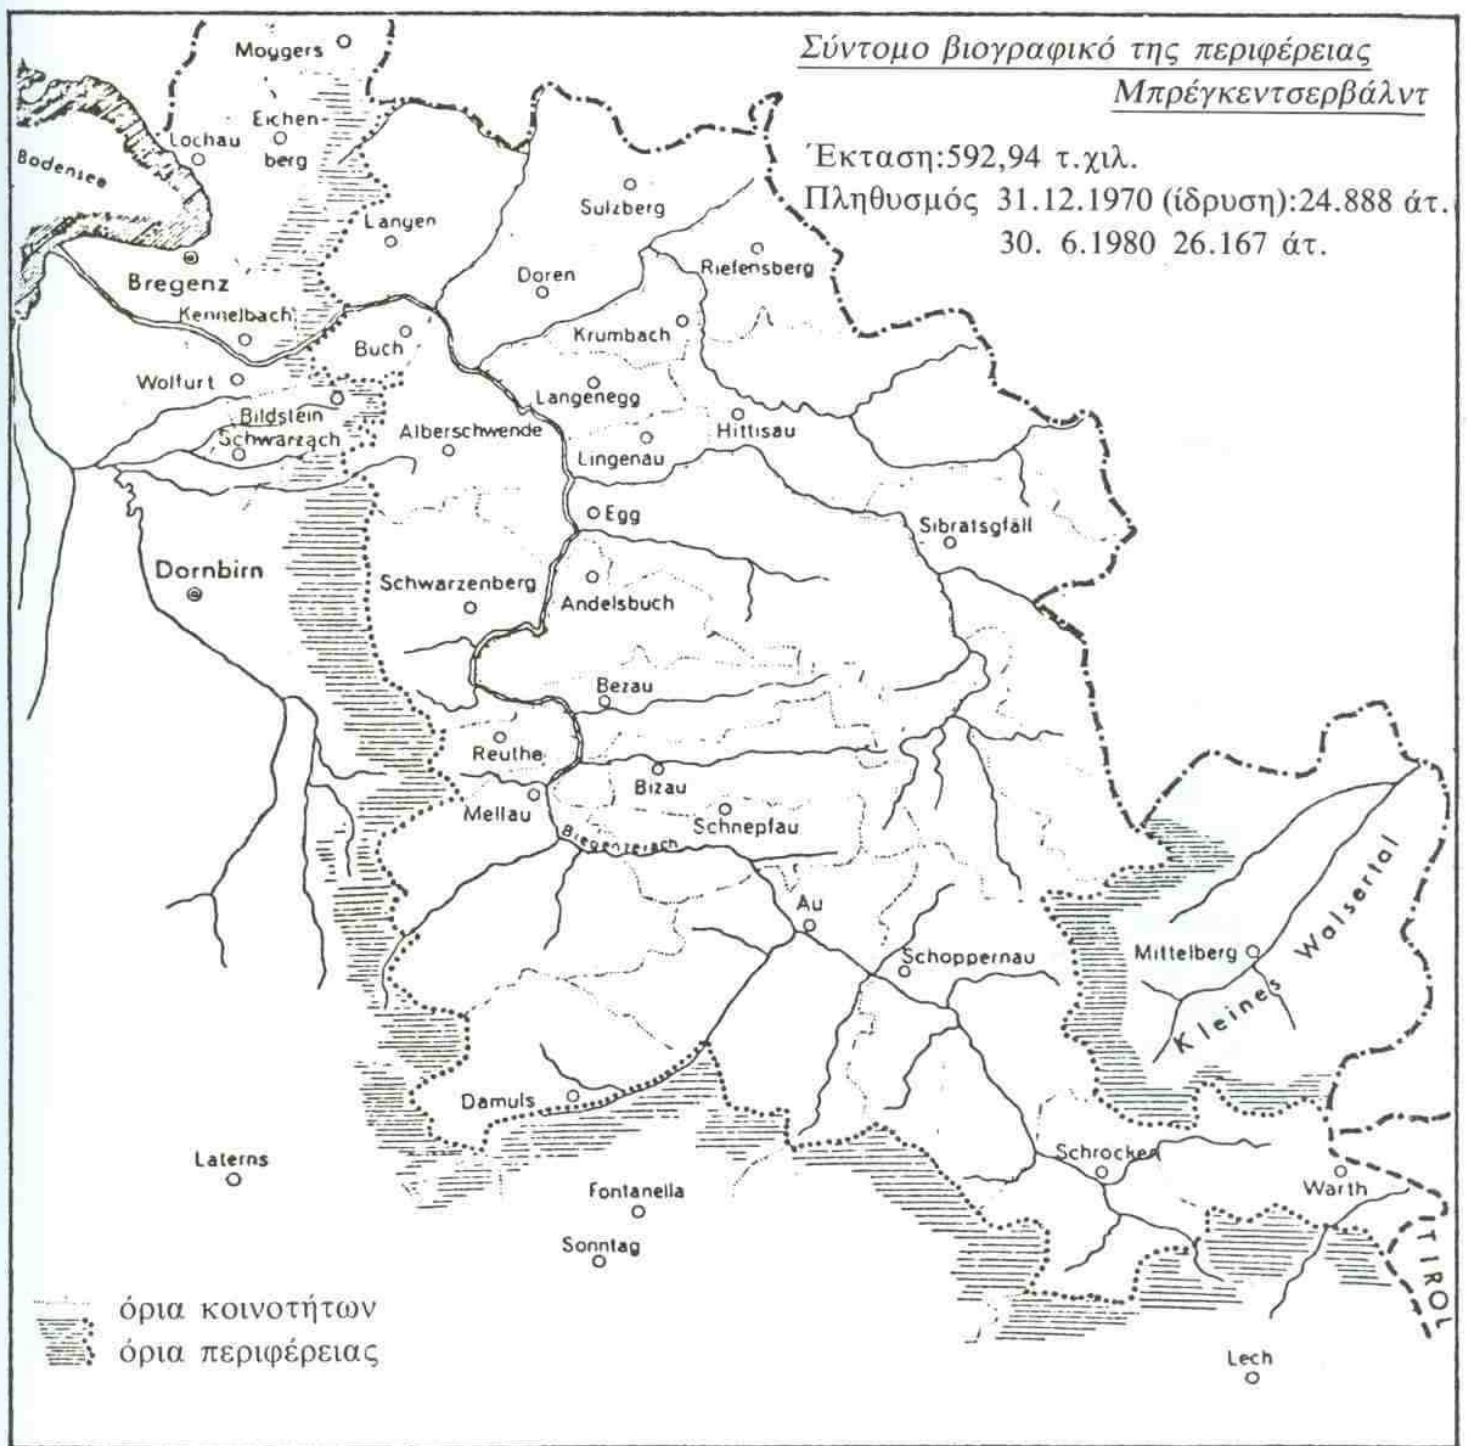 Σύντομο βιογραφικό της περιφέρειας
Μπρέγκεντσερβάλντ
Έκταση:592,94 τ.χιλ.
Πληθυσμός 31.12.1970 (ίδρυση):24.888 άτ.
30. 6.1980 26.167 άτ.
Moggers
Eichen-
berg
Lochau
Bodensee
Langen
Sulzberg
Bregenz
Doren
Riefensberg
Kennelbach
Buch
Krumbach
Wolfurt
Langenegg
Bildstein
Schwarzach
Alberschwende
Hittisau
Lingenau
Egg
Sibratsgfäll
Dornbirn
Schwarzenberg
Andelsbuch
Bezau
Reuthe
Bizau
Mellau
Schnepfau
Bregenzerach
Au
Schoppernau
Mittelberg
Kleines Walsertal
Damuls
Laterns
Schrocken
Warth
Fontanella
Sonntag
TIROL
Lech
όρια κοινοτήτων
όρια περιφέρειας